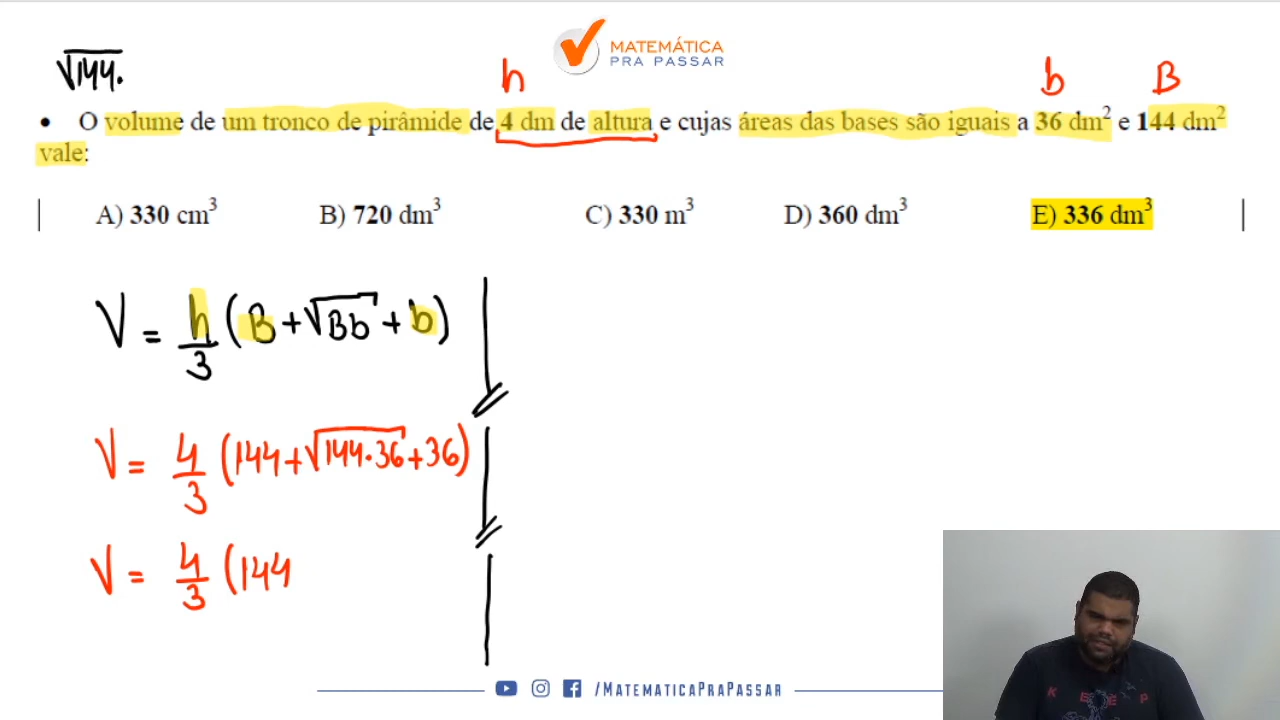 MATEMÁTICA
PRA PASSAR
√144.
h b B
• O volume de um tronco de pirâmide de 4 dm de altura e cujas áreas das bases são iguais a 36 dm² e 144 dm²
vale:
A) 330 cm³ B) 720 dm³ C) 330 m³ D) 360 dm³ E) 336 dm³
V = h/3 (B + √Bb + b)
V = 4/3 (144 + √144·36 + 36)
V = 4/3 (144
/MATEMATICAPRAPASSAR
KEEP